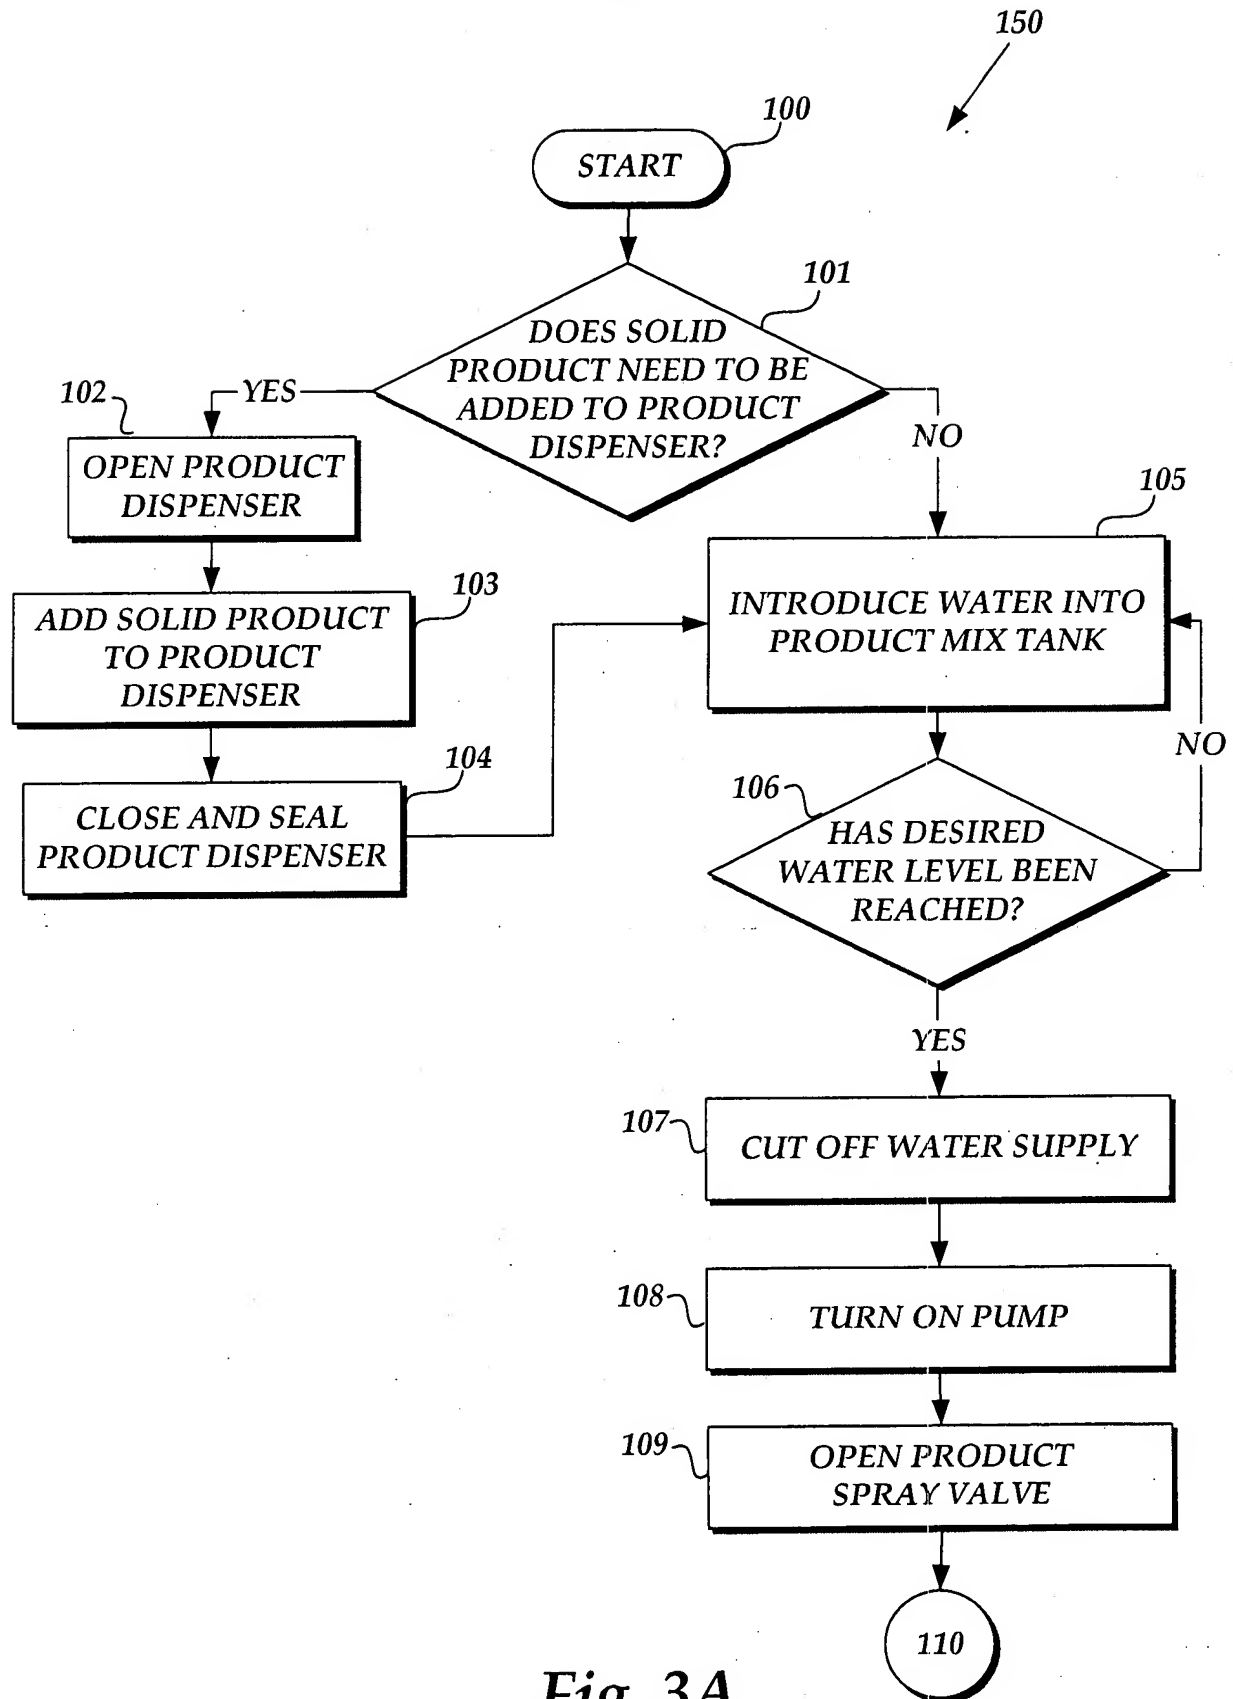 150
100
START
101
DOES SOLID
PRODUCT NEED TO BE
ADDED TO PRODUCT
DISPENSER?
YES
NO
102
OPEN PRODUCT
DISPENSER
103
ADD SOLID PRODUCT
TO PRODUCT
DISPENSER
104
CLOSE AND SEAL
PRODUCT DISPENSER
105
INTRODUCE WATER INTO
PRODUCT MIX TANK
NO
106
HAS DESIRED
WATER LEVEL BEEN
REACHED?
YES
107
CUT OFF WATER SUPPLY
108
TURN ON PUMP
109
OPEN PRODUCT
SPRAY VALVE
110
Fig. 3A